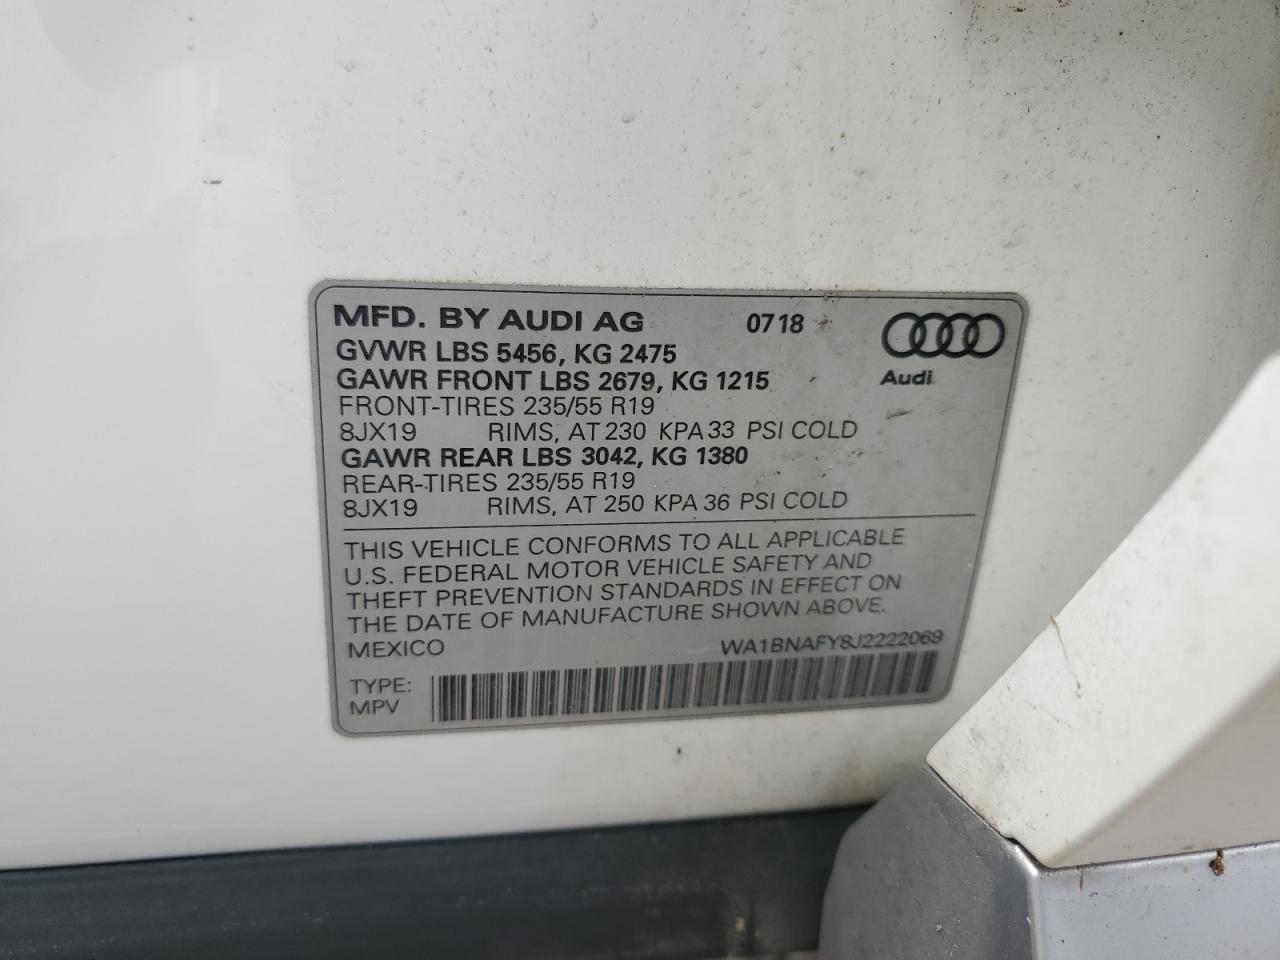 MFD. BY AUDI AG 0718
GVWR LBS 5456, KG 2475
GAWR FRONT LBS 2679, KG 1215 Audi
FRONT-TIRES 235/55 R19
8JX19 RIMS, AT 230 KPA 33 PSI COLD
GAWR REAR LBS 3042, KG 1380
REAR-TIRES 235/55 R19
8JX19 RIMS, AT 250 KPA 36 PSI COLD
THIS VEHICLE CONFORMS TO ALL APPLICABLE
U.S. FEDERAL MOTOR VEHICLE SAFETY AND
THEFT PREVENTION STANDARDS IN EFFECT ON
THE DATE OF MANUFACTURE SHOWN ABOVE.
MEXICO WA1BNAFY8J2222069
TYPE:
MPV